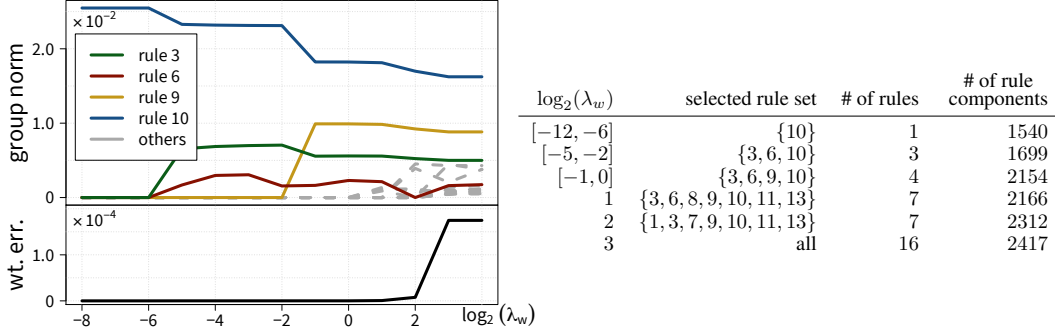 × 10⁻²
group norm
2.0
1.0
0
rule 3
rule 6
rule 9
rule 10
others
× 10⁻⁴
wt. err.
1.0
0
−8 −6 −4 −2 0 2
log₂ (λw)
# of rule
log₂(λw) selected rule set # of rules components
[−12, −6] {10} 1 1540
[−5, −2] {3, 6, 10} 3 1699
[−1, 0] {3, 6, 9, 10} 4 2154
1 {3, 6, 8, 9, 10, 11, 13} 7 2166
2 {1, 3, 7, 9, 10, 11, 13} 7 2312
3 all 16 2417